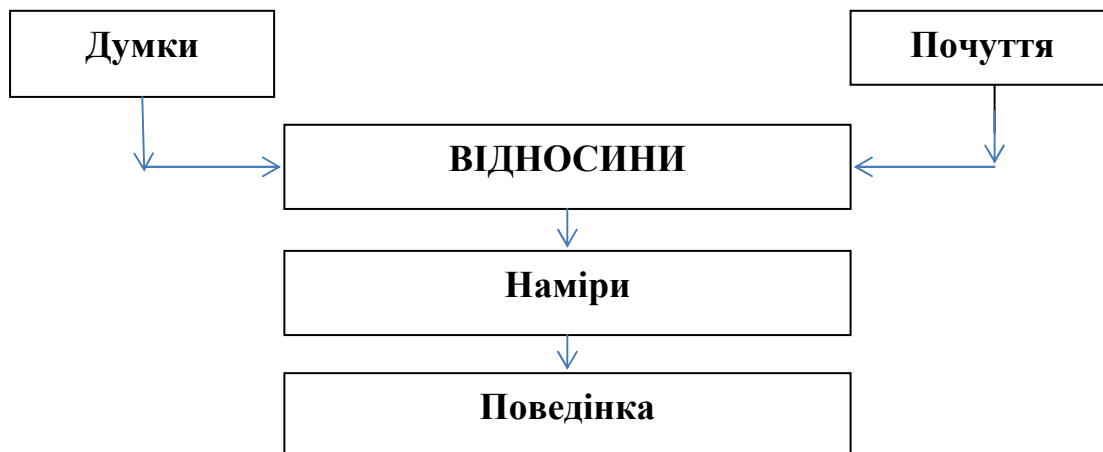 Думки
Почуття
ВІДНОСИНИ
Наміри
Поведінка